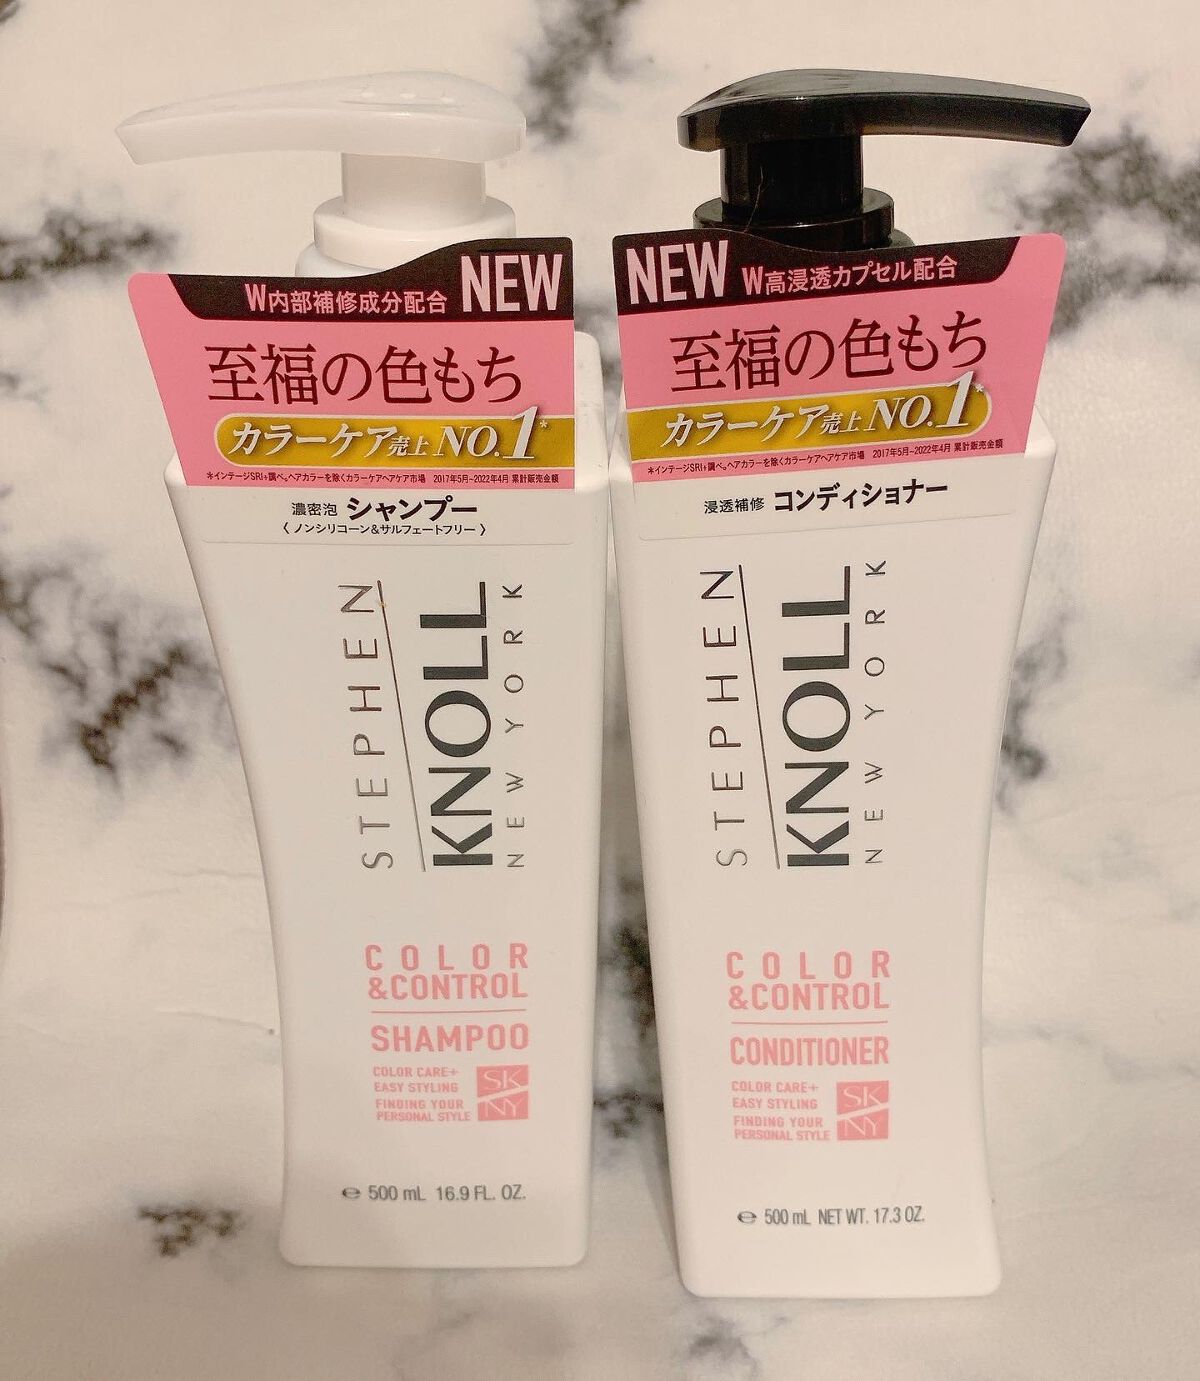 W内部補修成分配合 NEW
至福の色もち
カラーケア売上 NO.1*
*インテージSRI+調べ。ヘアカラーを除くカラーケアヘアケア市場 2017年5月~2022年4月 累計販売金額
濃密泡 シャンプー
〈 ノンシリコーン&サルフェートフリー 〉
STEPHEN
KNOLL
NEW YORK
COLOR
&CONTROL
SHAMPOO
COLOR CARE+
EASY STYLING
FINDING YOUR
PERSONAL STYLE
SK
NY
℮ 500 mL 16.9 FL. OZ.
NEW W高浸透カプセル配合
至福の色もち
カラーケア売上 NO.1*
*インテージSRI+調べ。ヘアカラーを除くカラーケアヘアケア市場 2017年5月~2022年4月 累計販売金額
浸透補修 コンディショナー
STEPHEN
KNOLL
NEW YORK
COLOR
&CONTROL
CONDITIONER
COLOR CARE+
EASY STYLING
FINDING YOUR
PERSONAL STYLE
SK
NY
℮ 500 mL NET WT. 17.3 OZ.